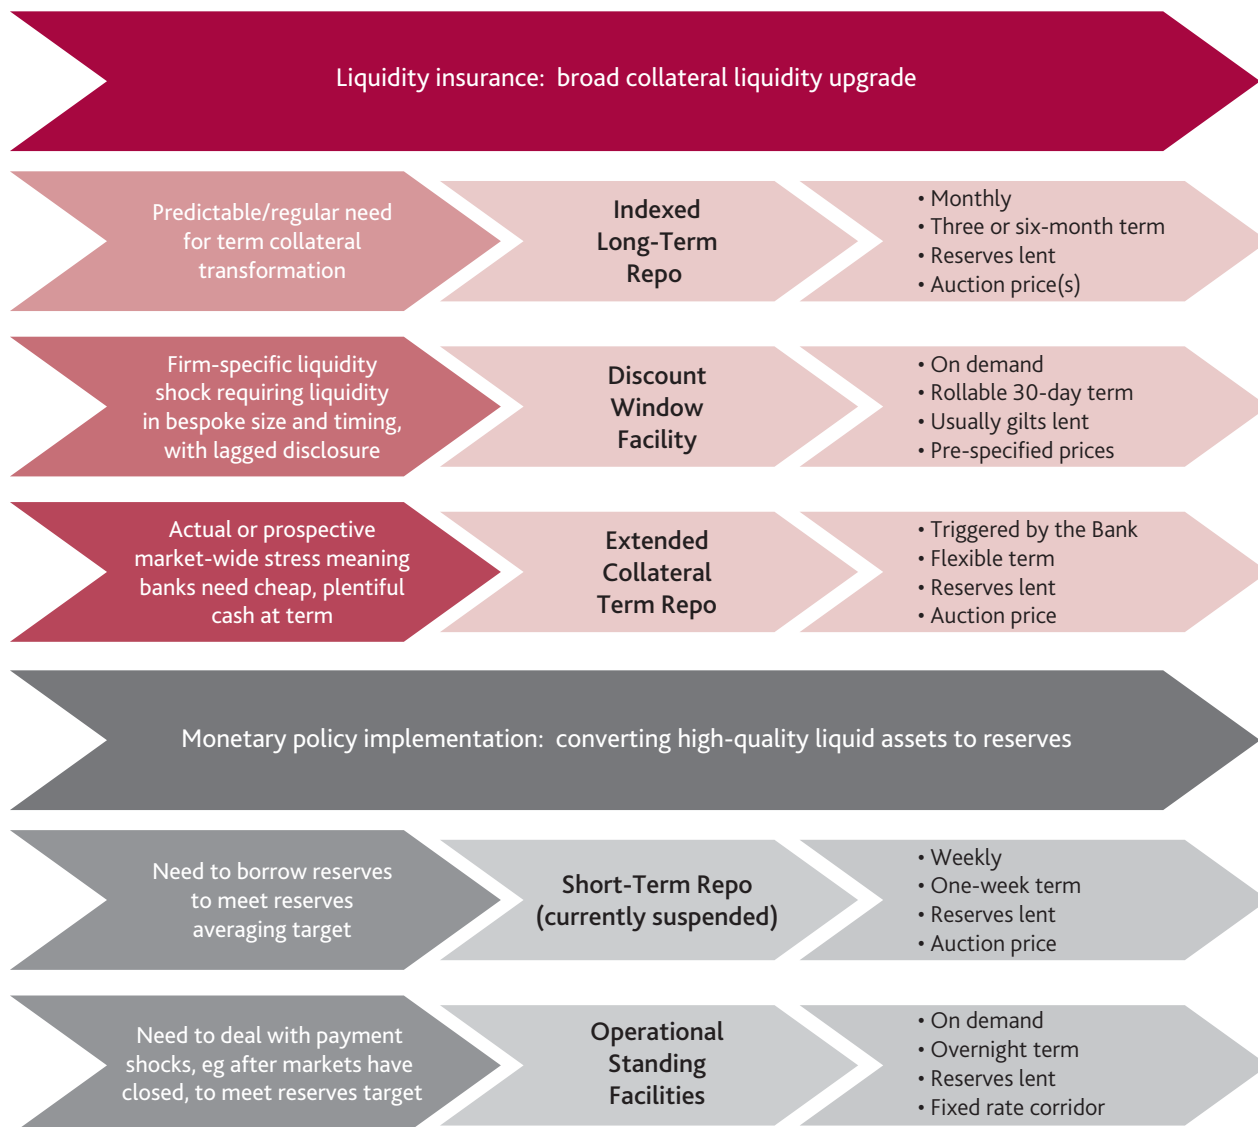 Liquidity insurance:  broad collateral liquidity upgrade
Predictable/regular need
for term collateral
transformation
Indexed
Long-Term
Repo
• Monthly
• Three or six-month term
• Reserves lent
• Auction price(s)
Firm-specific liquidity
shock requiring liquidity
in bespoke size and timing,
with lagged disclosure
Discount
Window
Facility
• On demand
• Rollable 30-day term
• Usually gilts lent
• Pre-specified prices
Actual or prospective
market-wide stress meaning
banks need cheap, plentiful
cash at term
Extended
Collateral
Term Repo
• Triggered by the Bank
• Flexible term
• Reserves lent
• Auction price
Monetary policy implementation:  converting high-quality liquid assets to reserves
Need to borrow reserves
to meet reserves
averaging target
Short-Term Repo
(currently suspended)
• Weekly
• One-week term
• Reserves lent
• Auction price
Need to deal with payment
shocks, eg after markets have
closed, to meet reserves target
Operational
Standing
Facilities
• On demand
• Overnight term
• Reserves lent
• Fixed rate corridor